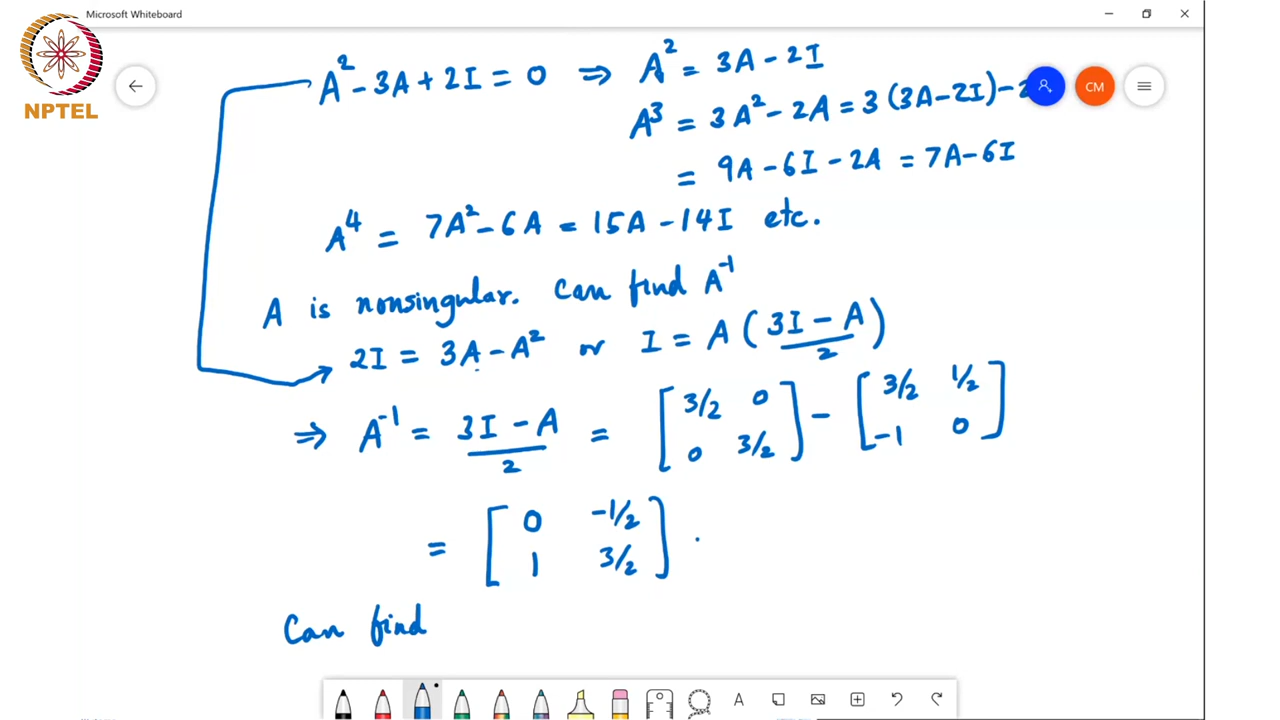 Microsoft Whiteboard
NPTEL
CM
A² - 3A + 2I = 0 ⇒ A² = 3A - 2I
A³ = 3A² - 2A = 3(3A - 2I) - 2
= 9A - 6I - 2A = 7A - 6I
A⁴ = 7A² - 6A = 15A - 14I etc.
A is nonsingular. Can find A⁻¹
2I = 3A - A² or I = A ( (3I - A)/2 )
⇒ A⁻¹ = (3I - A)/2 = [ 3/2 0 ; 0 3/2 ] - [ 3/2 1/2 ; -1 0 ]
= [ 0 -1/2 ; 1 3/2 ] .
Can find